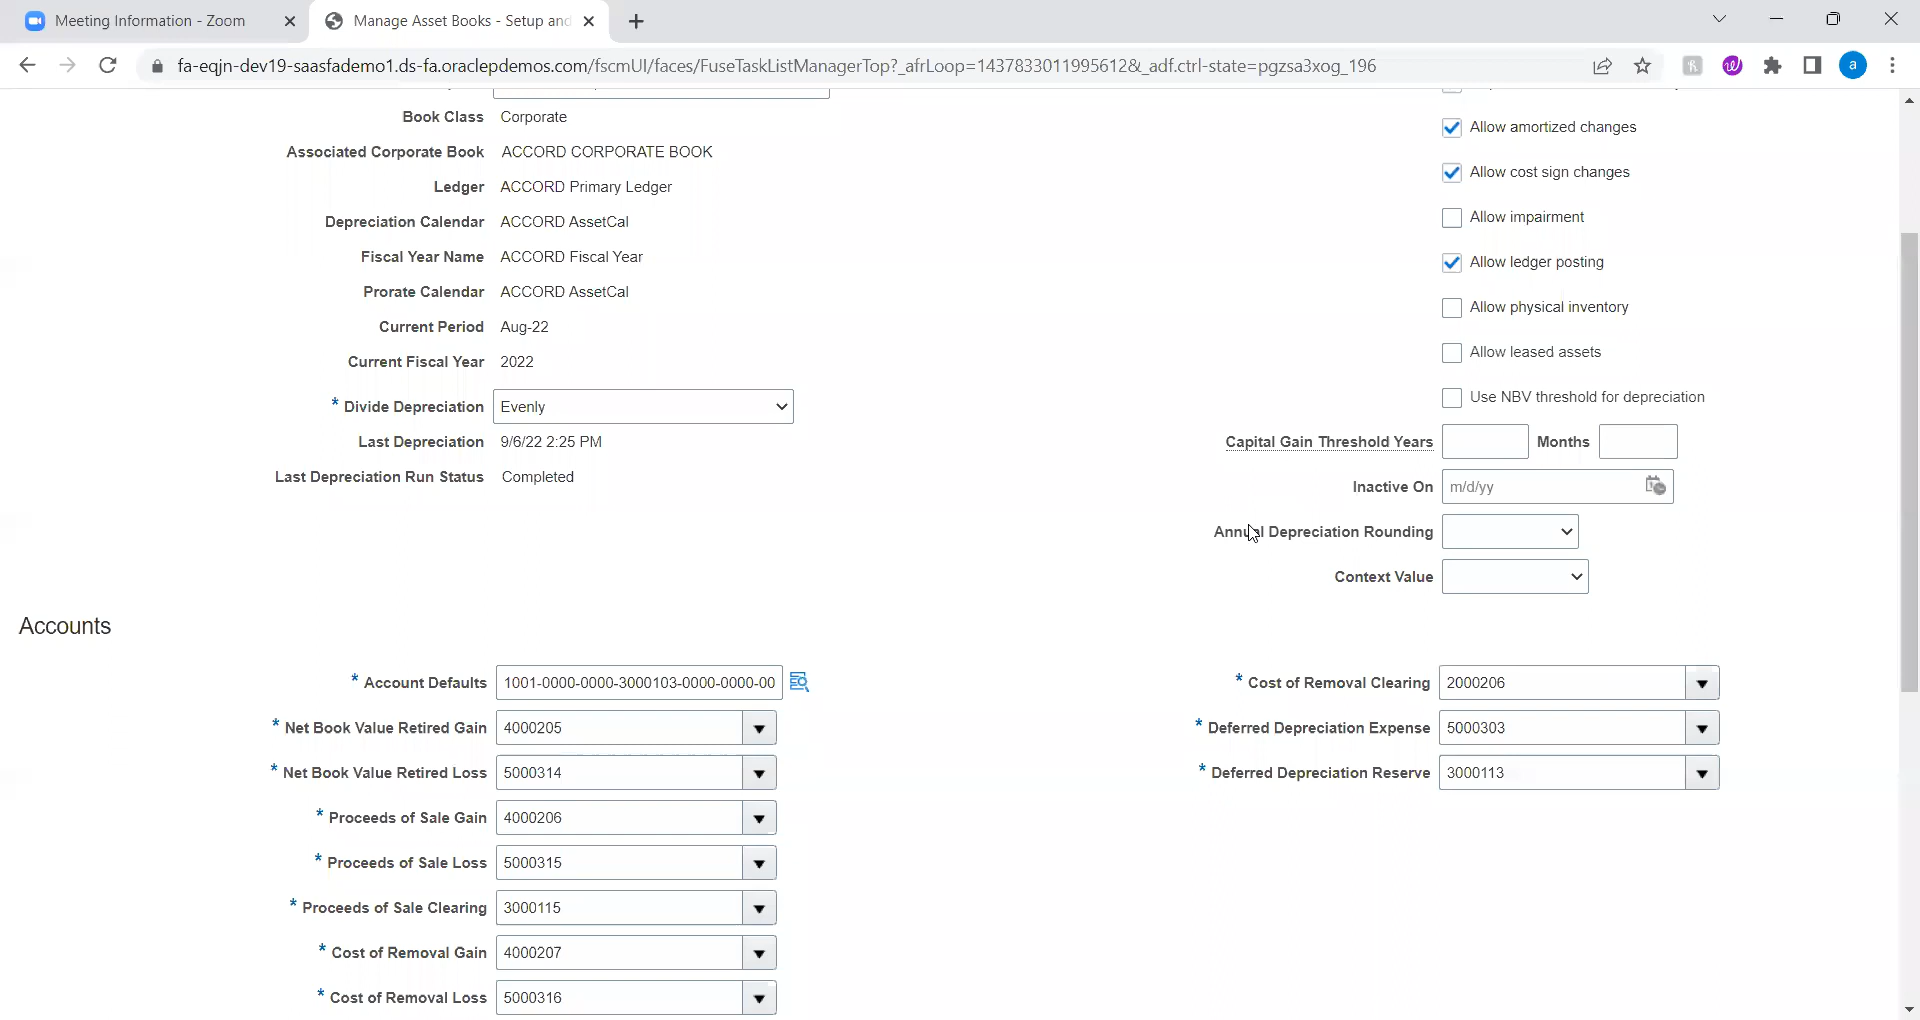 Meeting Information - Zoom
Manage Asset Books - Setup and
fa-eqjn-dev19-saasfademo1.ds-fa.oraclepdemos.com/fscmUI/faces/FuseTaskListManagerTop?_afrLoop=1437833011995612&_adf.ctrl-state=pgzsa3xog_196
a
Book Class Corporate
Allow amortized changes
Associated Corporate Book ACCORD CORPORATE BOOK
Allow cost sign changes
Ledger ACCORD Primary Ledger
Depreciation Calendar ACCORD AssetCal
Allow impairment
Fiscal Year Name ACCORD Fiscal Year
Allow ledger posting
Prorate Calendar ACCORD AssetCal
Allow physical inventory
Current Period Aug-22
Allow leased assets
Current Fiscal Year 2022
Use NBV threshold for depreciation
* Divide Depreciation Evenly
Last Depreciation 9/6/22 2:25 PM
Capital Gain Threshold Years Months
Last Depreciation Run Status Completed
Inactive On m/d/yy
Annual Depreciation Rounding
Context Value
Accounts
* Account Defaults 1001-0000-0000-3000103-0000-0000-00
* Cost of Removal Clearing 2000206
* Net Book Value Retired Gain 4000205
* Deferred Depreciation Expense 5000303
* Net Book Value Retired Loss 5000314
* Deferred Depreciation Reserve 3000113
* Proceeds of Sale Gain 4000206
* Proceeds of Sale Loss 5000315
* Proceeds of Sale Clearing 3000115
* Cost of Removal Gain 4000207
* Cost of Removal Loss 5000316